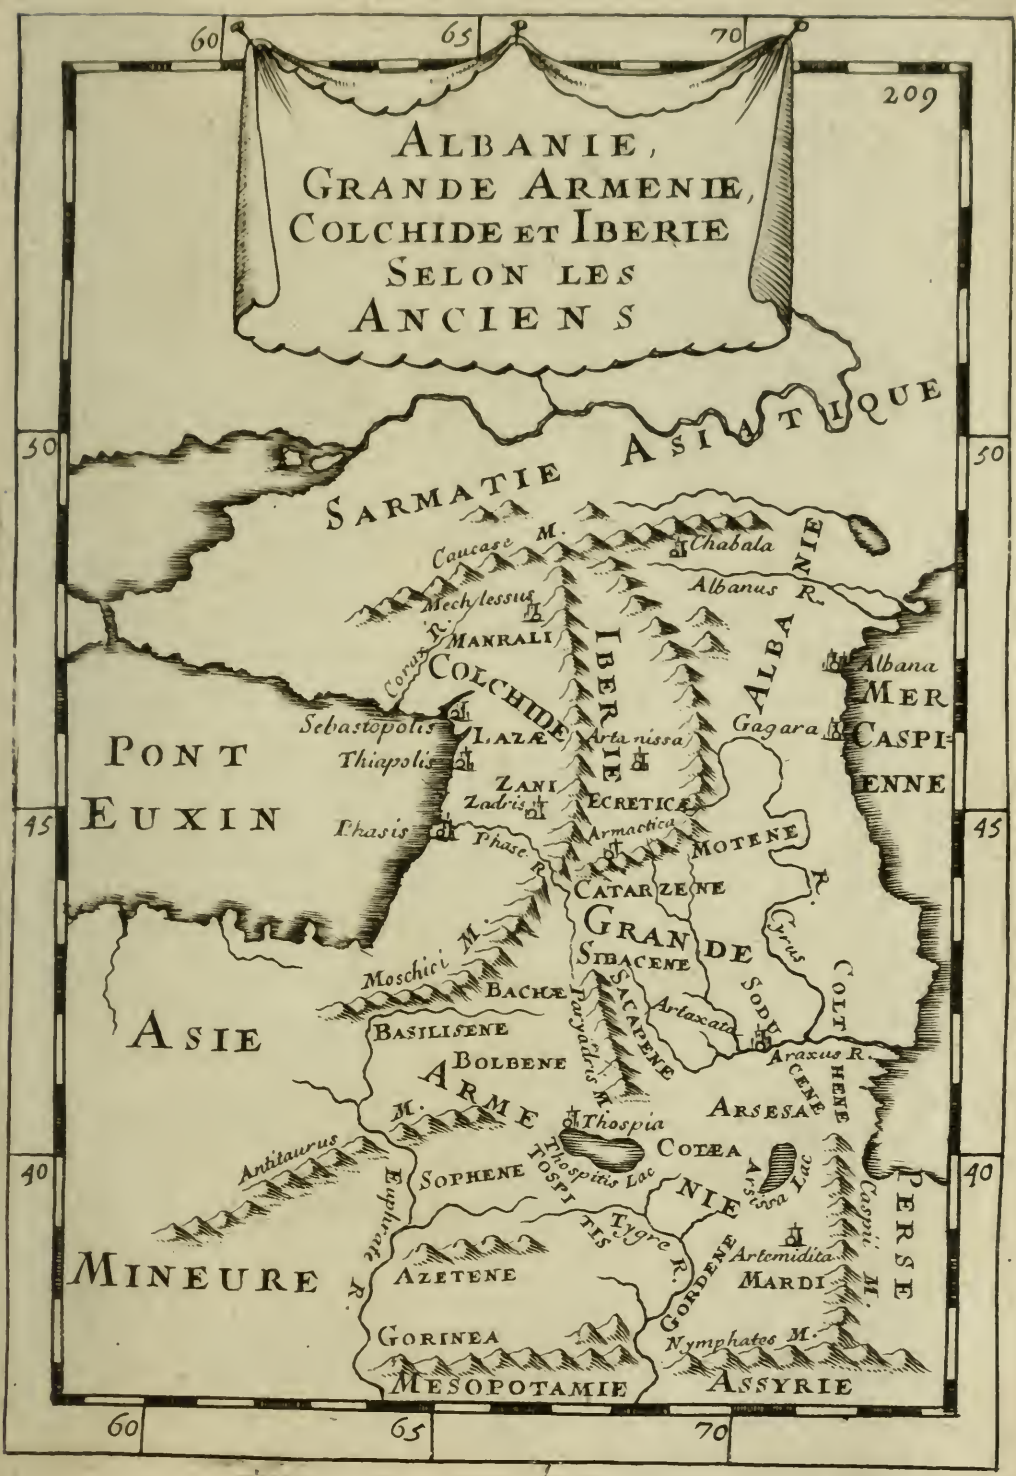 60
65
70
209
ALBANIE,
GRANDE ARMENIE,
COLCHIDE ET IBERIE
SELON LES
ANCIENS
50
50
SARMATIE ASIATIQUE
Caucase M.
Chabala
Albanus R.
ALBANIE
Mechlessus
MANRALI
Corax R.
COLCHIDE
IBERIE
Albana
MER
CASPI=
ENNE
Gagara
Sebastopolis
LAZÆ
Artanissa
Thiapolis
PONT
EUXIN
ZANI
Zadris
ECRETICÆ
45
45
Phasis
Phase R.
Armactica
MOTENE
CATARZENE
Cyrus R.
GRANDE
SIBACENE
Moschici M.
BACHÆ
Paryadris M
SACAPENE
Artaxata
SODUCENE
COLTHENE
ASIE
BASILISENE
BOLBENE
Araxus R.
ARMENIE
ARSESA
M.
Antitaurus
Thospia
Thospitis Lac
COTÆA
Arsissa Lac
40
40
SOPHENE
TOSPITIS
Euphrate R.
Tygre R.
GORDENE
Artemidita
MARDI
Caspii M.
PERSE
MINEURE
AZETENE
GORINEA
Nymphates M.
MESOPOTAMIE
ASSYRIE
60
65
70